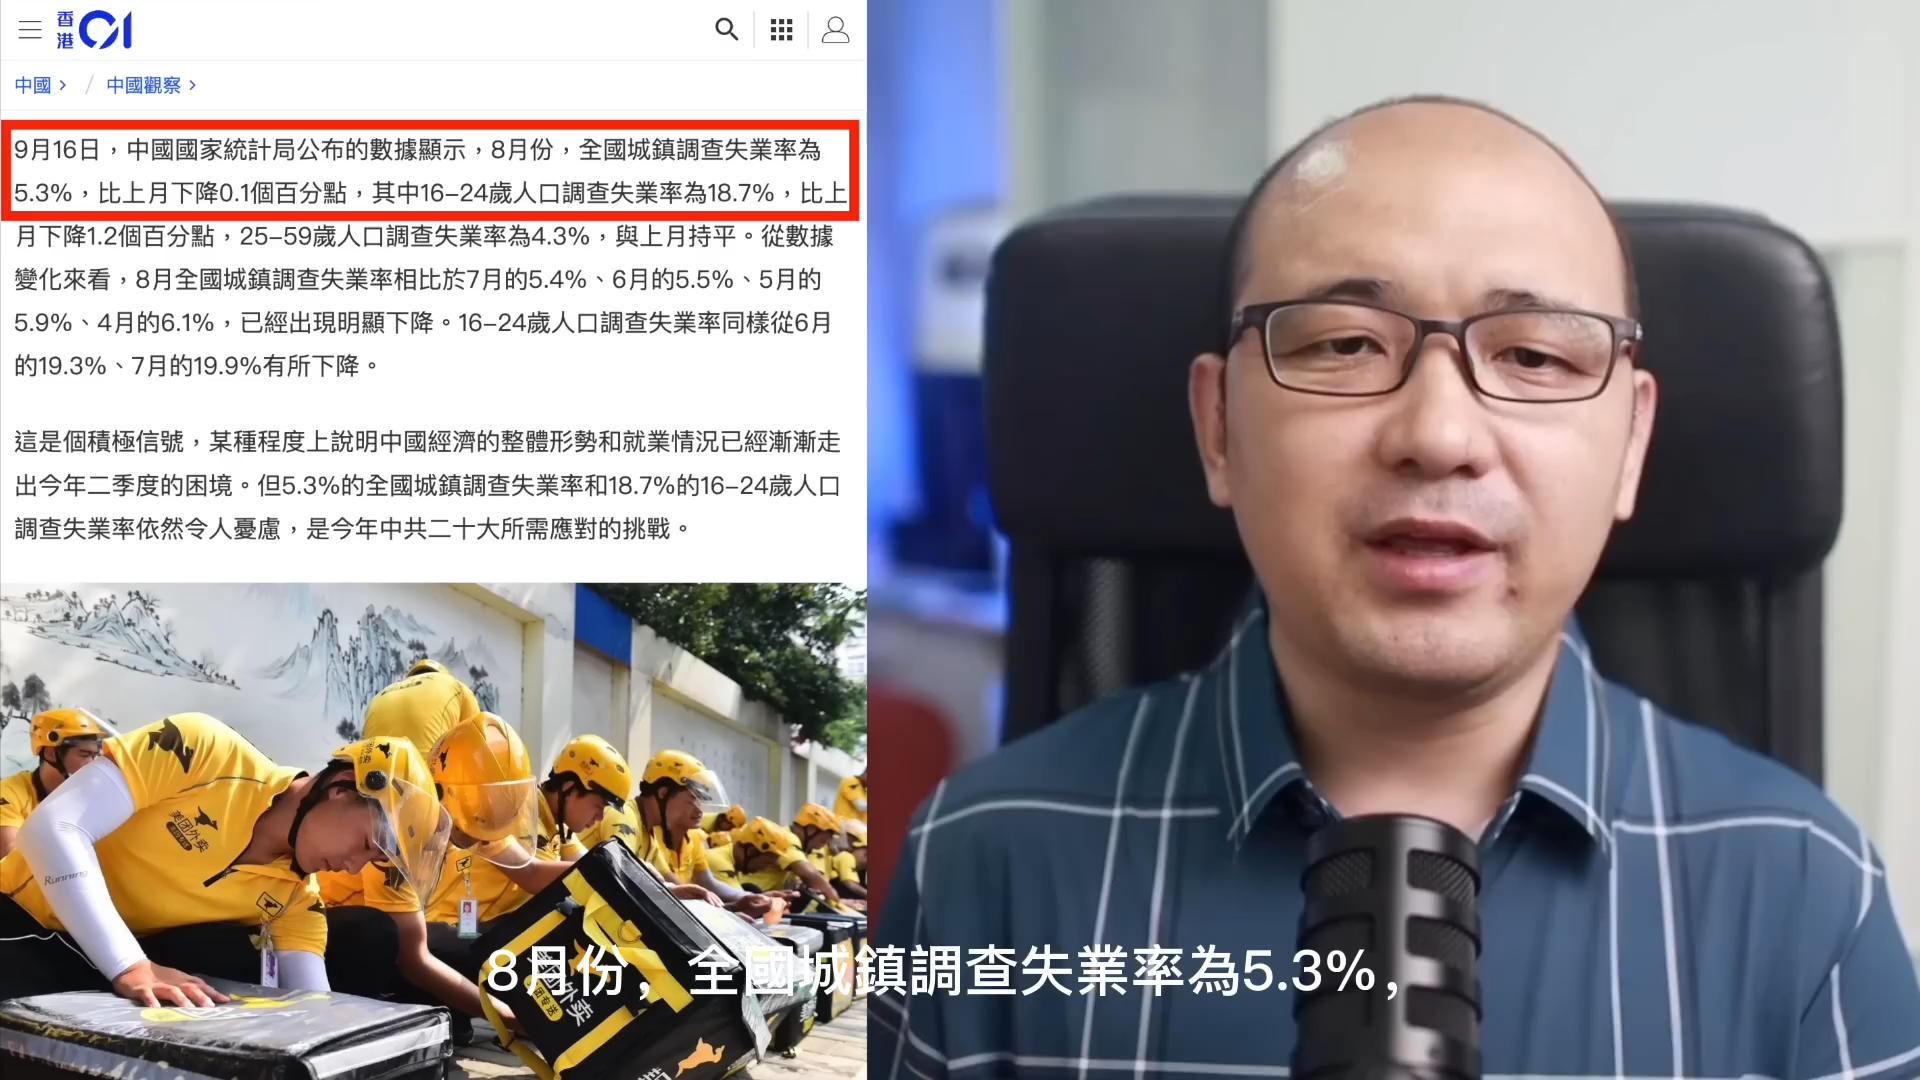 香港01
中國 > / 中國觀察 >
9月16日，中國國家統計局公布的數據顯示，8月份，全國城鎮調查失業率為
5.3%，比上月下降0.1個百分點，其中16-24歲人口調查失業率為18.7%，比上
月下降1.2個百分點，25-59歲人口調查失業率為4.3%，與上月持平。從數據
變化來看，8月全國城鎮調查失業率相比於7月的5.4%、6月的5.5%、5月的
5.9%、4月的6.1%，已經出現明顯下降。16-24歲人口調查失業率同樣從6月
的19.3%、7月的19.9%有所下降。
這是個積極信號，某種程度上說明中國經濟的整體形勢和就業情況已經漸漸走
出今年二季度的困境。但5.3%的全國城鎮調查失業率和18.7%的16-24歲人口
調查失業率依然令人憂慮，是今年中共二十大所需應對的挑戰。
美团外卖
Running
8月份，全國城鎮調查失業率為5.3%，